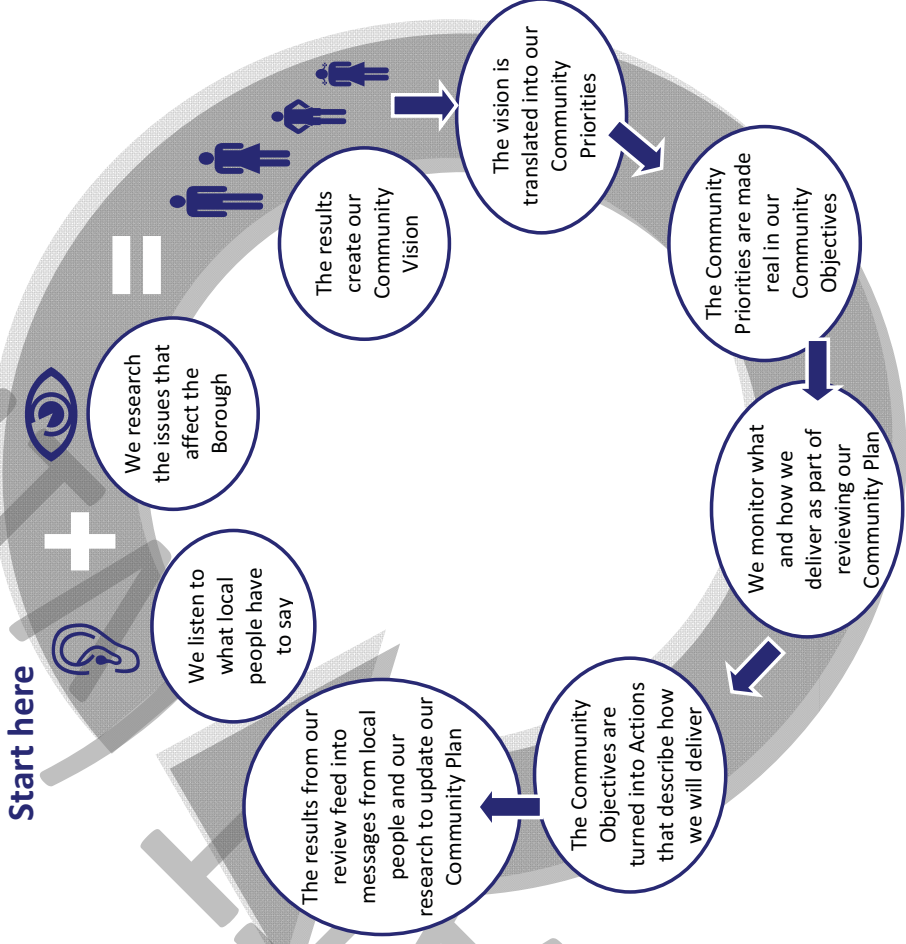 Start here
We listen to
what local
people have
to say
We research
the issues that
affect the
Borough
The results
create our
Community
Vision
The vision is
translated into our
Community
Priorities
The Community
Priorities are made
real in our
Community
Objectives
We monitor what
and how we
deliver as part of
reviewing our
Community Plan
The Community
Objectives are
turned into Actions
that describe how
we will deliver
The results from our
review feed into
messages from local
people and our
research to update our
Community Plan